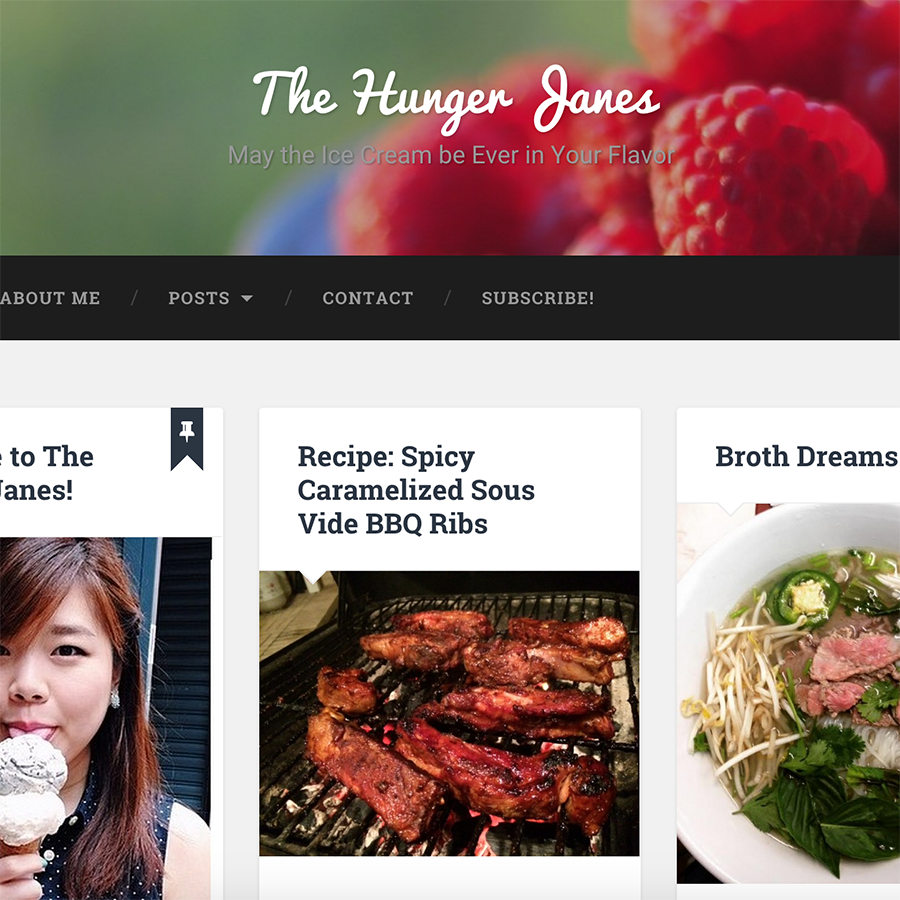 The Hunger Janes
May the Ice Cream be Ever in Your Flavor
ABOUT ME / POSTS / CONTACT / SUBSCRIBE!
to The
Janes!
Recipe: Spicy
Caramelized Sous
Vide BBQ Ribs
Broth Dreams